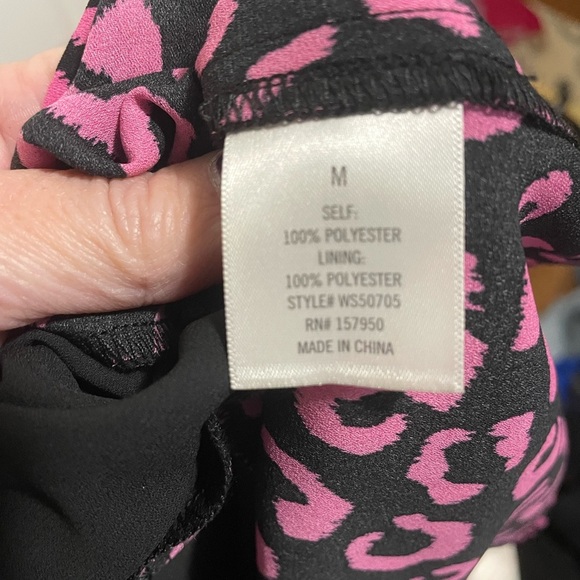 M
SELF:
100% POLYESTER
LINING:
100% POLYESTER
STYLE# WS50705
RN# 157950
MADE IN CHINA